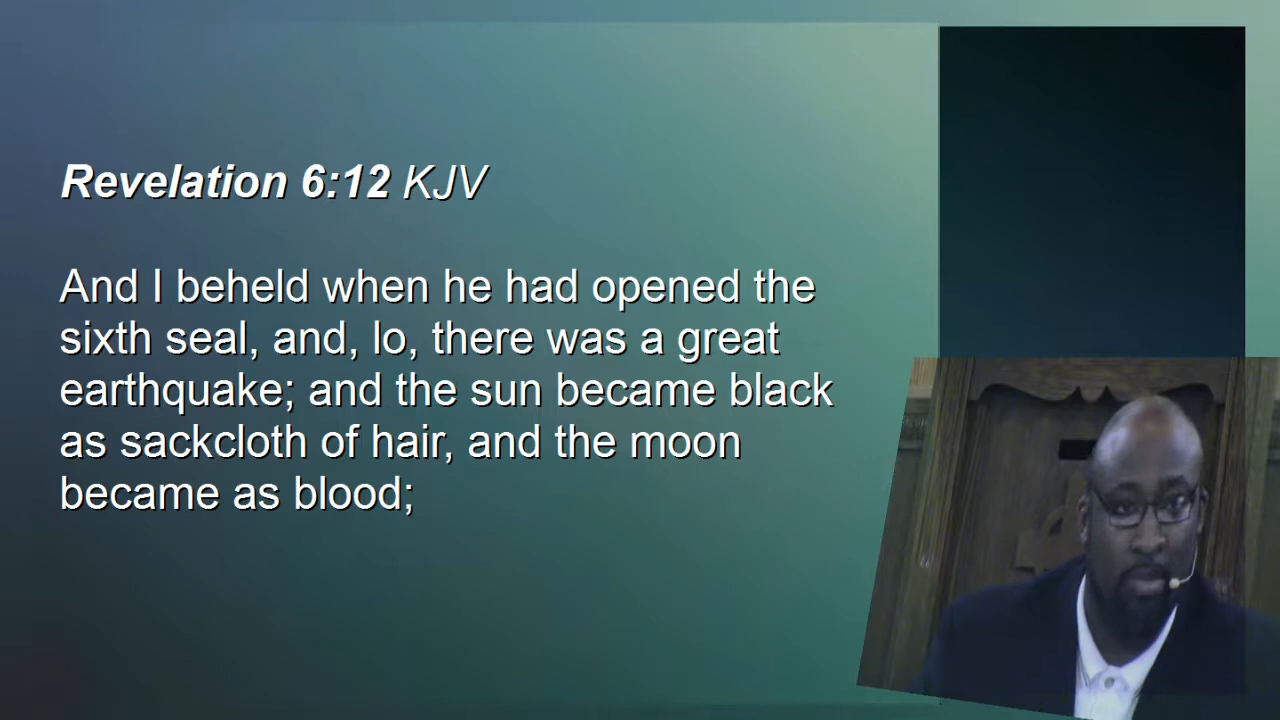 Revelation 6:12 KJV
And I beheld when he had opened the
sixth seal, and, lo, there was a great
earthquake; and the sun became black
as sackcloth of hair, and the moon
became as blood;